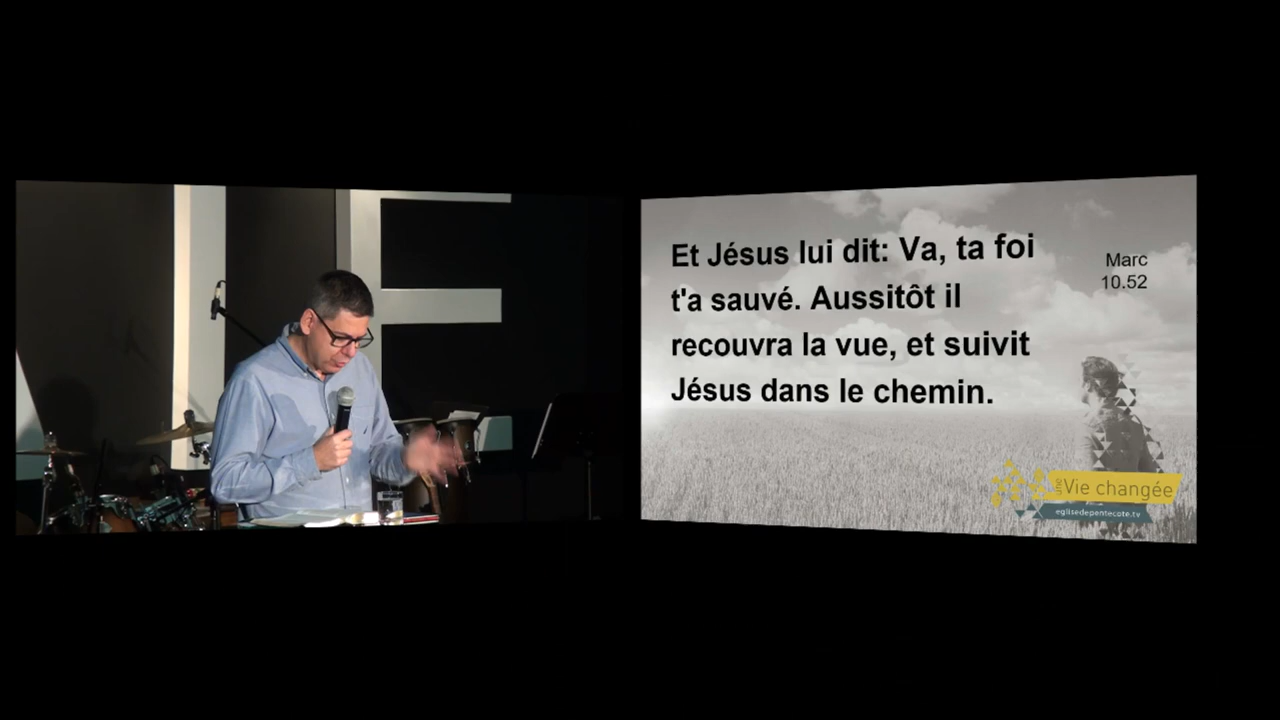 Et Jésus lui dit: Va, ta foi
t'a sauvé. Aussitôt il
recouvra la vue, et suivit
Jésus dans le chemin.
Marc
10.52
une Vie changée
eglisedepentecote.tv